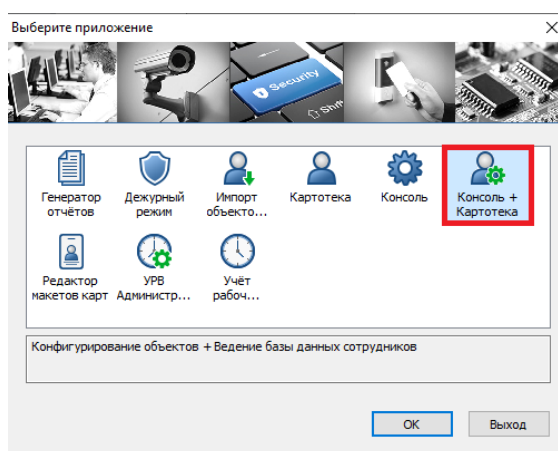 Выберите приложение
Security
Shift
Генератор
отчётов
Дежурный
режим
Импорт
объекто...
Картотека
Консоль
Консоль +
Картотека
Редактор
макетов карт
УРВ
Администр...
Учёт
рабоч...
Конфигурирование объектов + Ведение базы данных сотрудников
OK
Выход